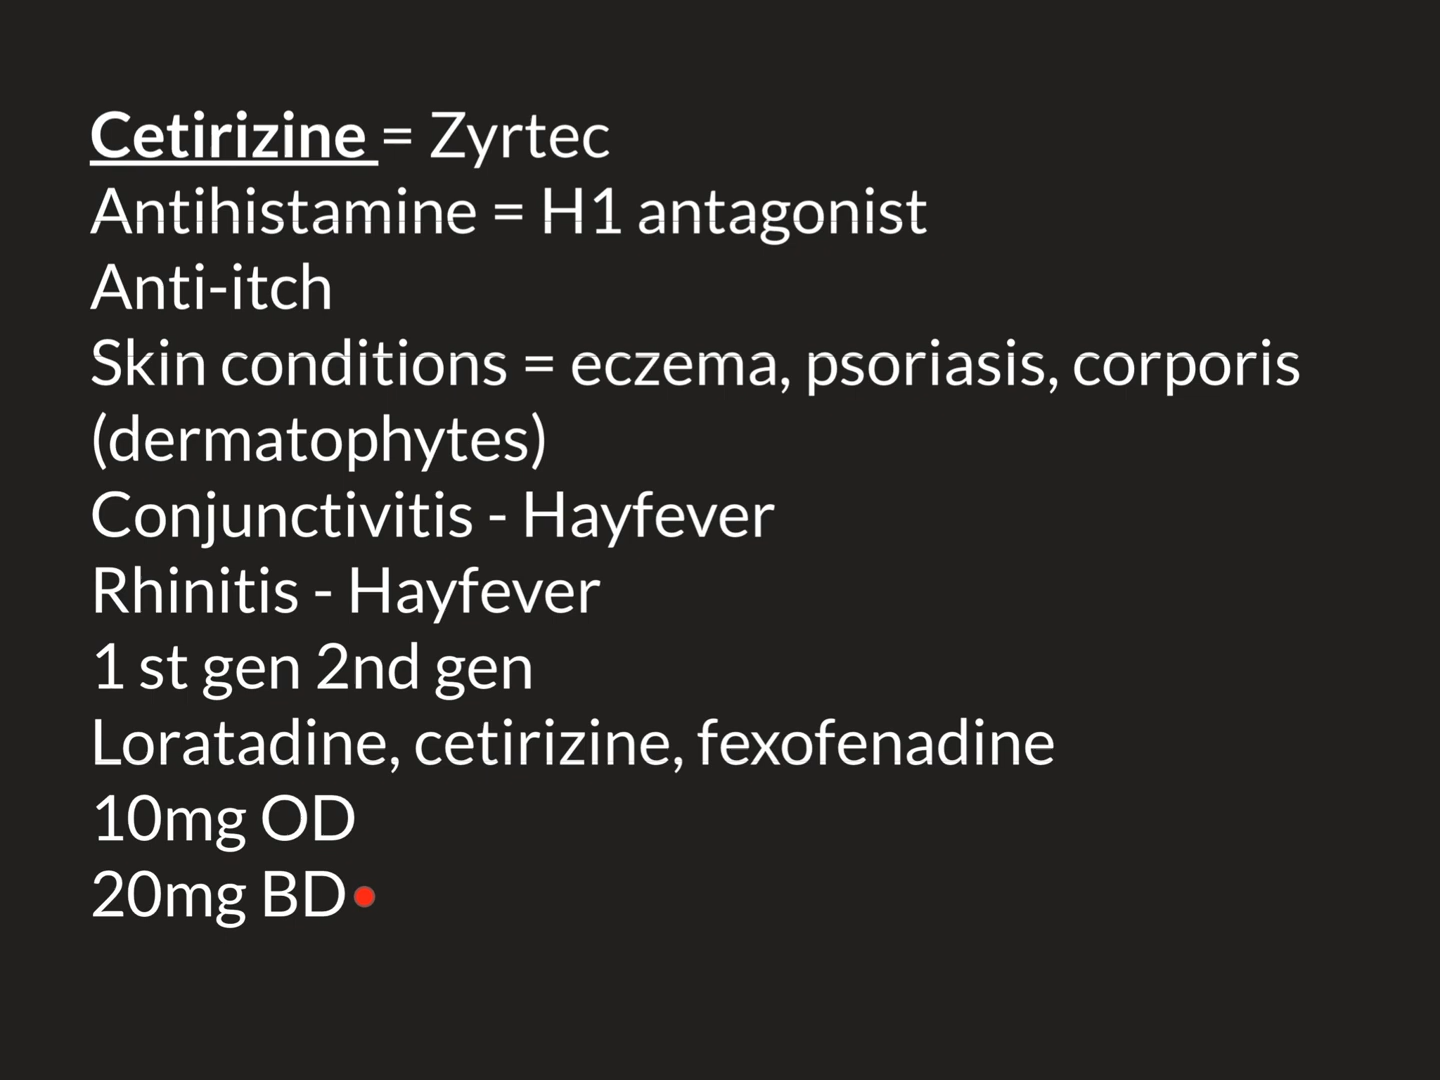 Cetirizine = Zyrtec
Antihistamine = H1 antagonist
Anti-itch
Skin conditions = eczema, psoriasis, corporis
(dermatophytes)
Conjunctivitis - Hayfever
Rhinitis - Hayfever
1 st gen 2nd gen
Loratadine, cetirizine, fexofenadine
10mg OD
20mg BD